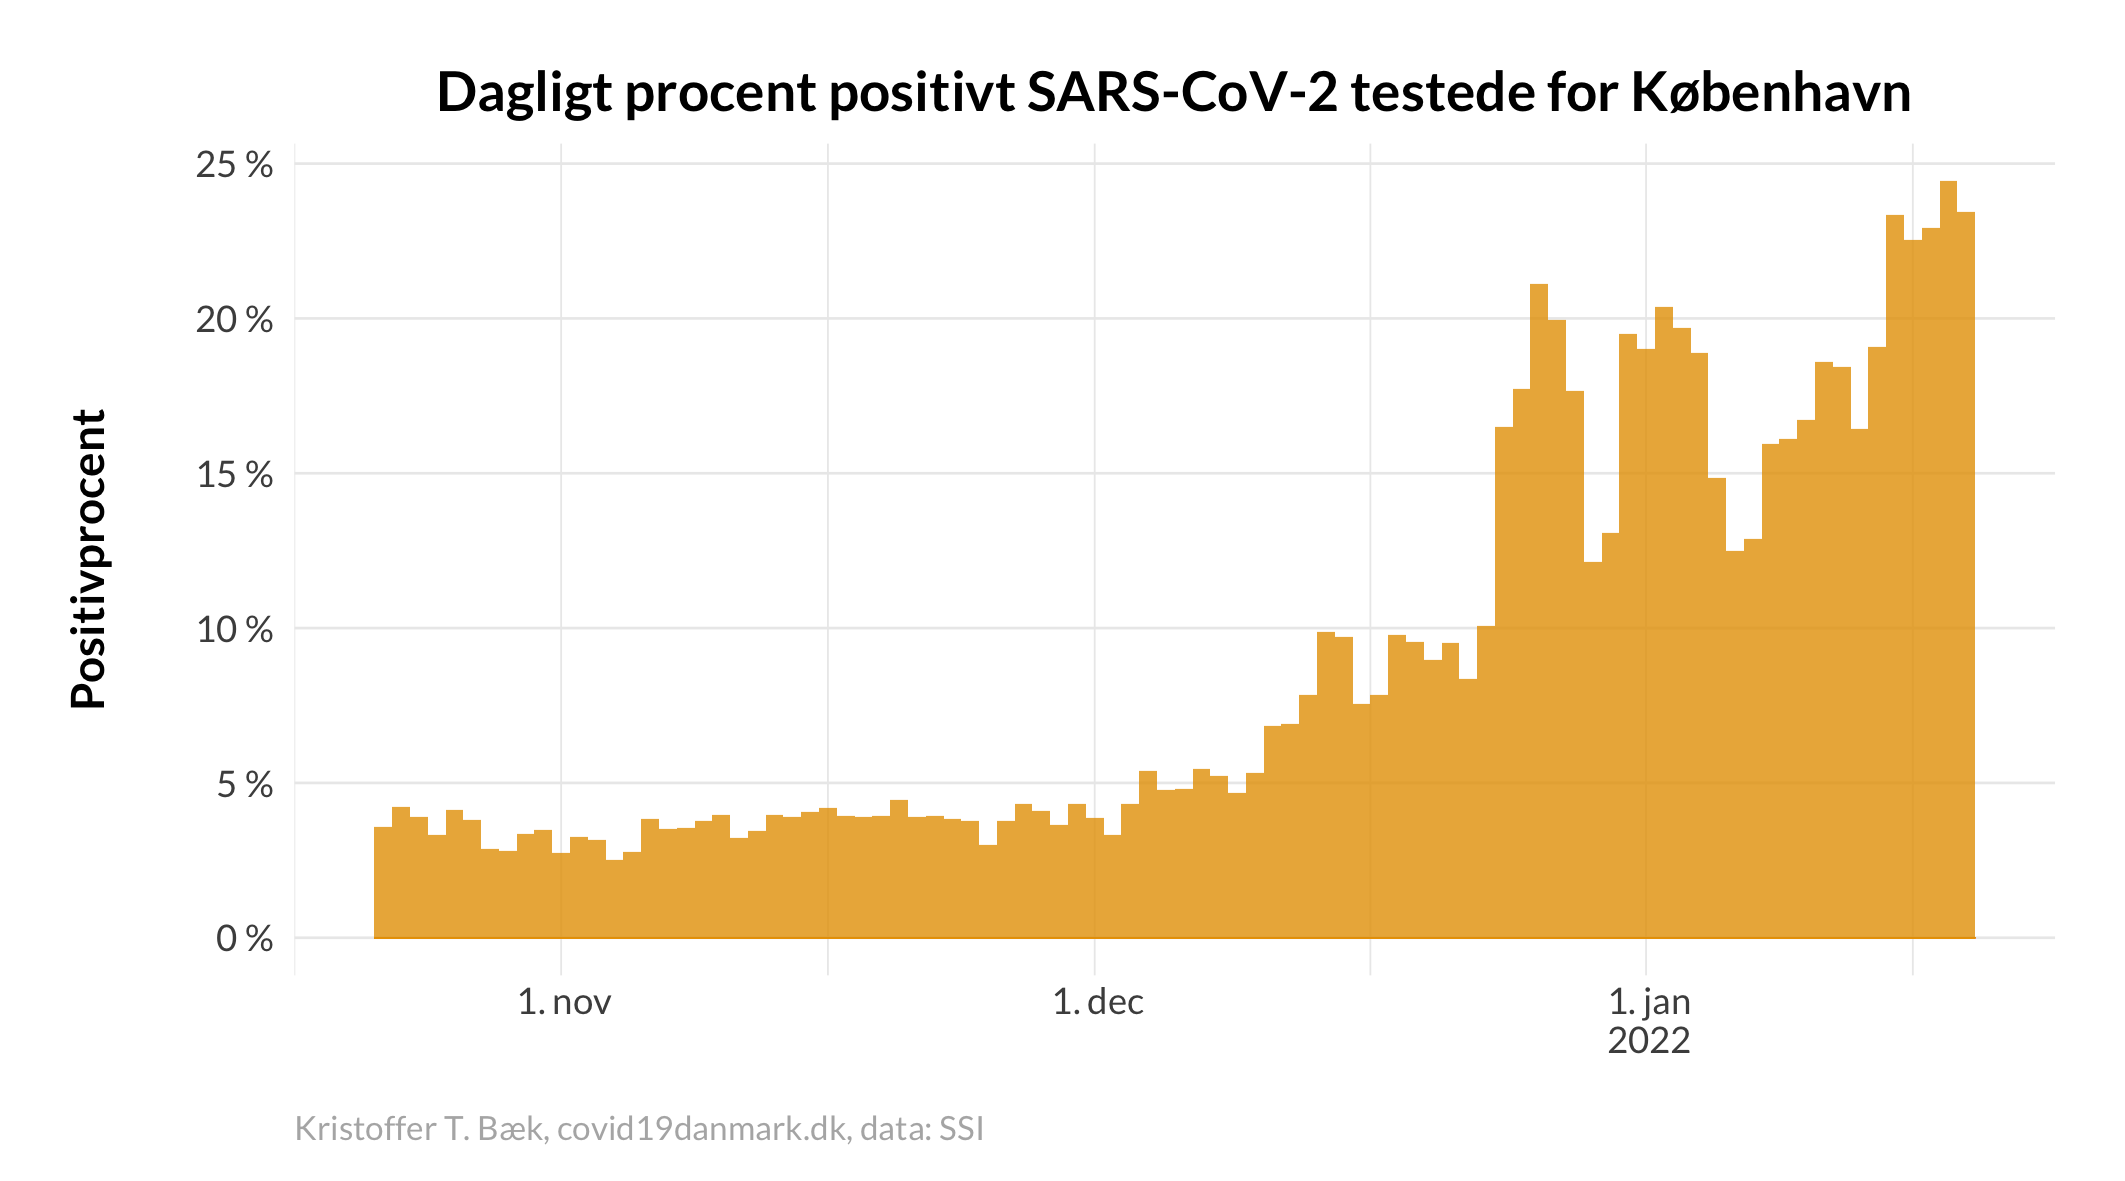 Dagligt procent positivt SARS-CoV-2 testede for København
Positivprocent
25 %
20 %
15 %
10 %
5 %
0 %
1. nov
1. dec
1. jan
2022
Kristoffer T. Bæk, covid19danmark.dk, data: SSI